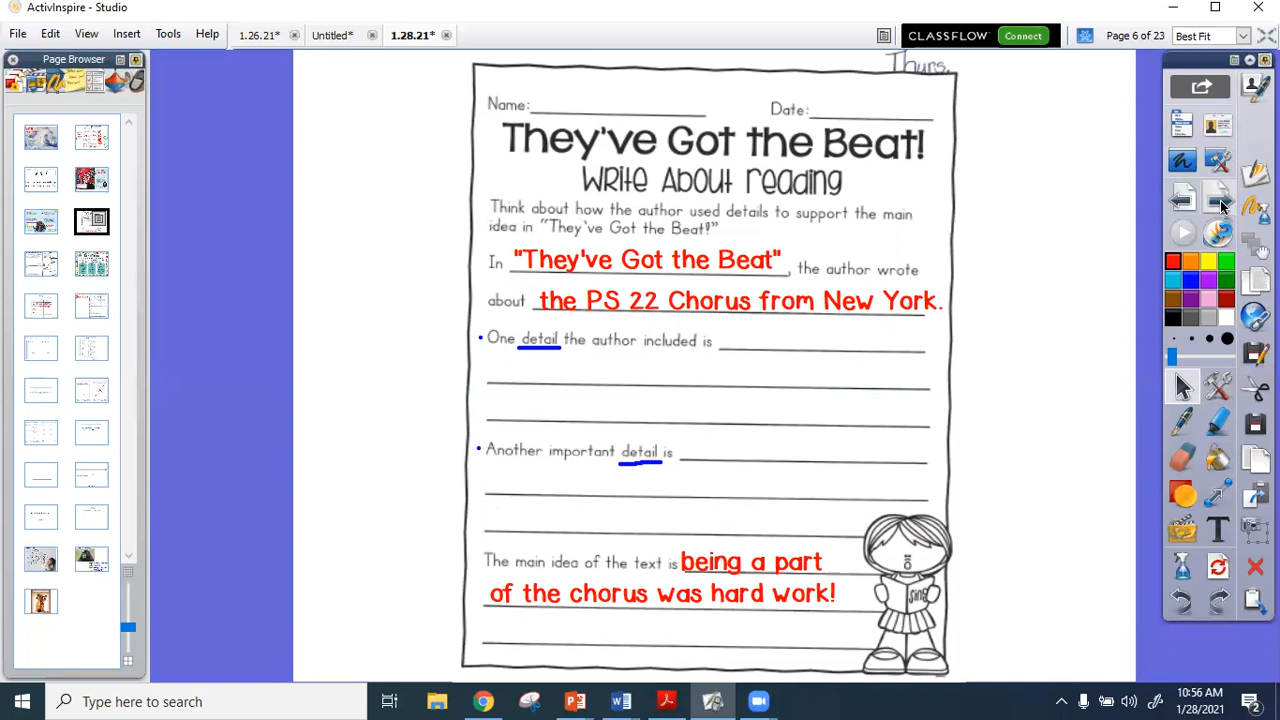 ActivInspire - Studio
File Edit View Insert Tools Help
1.26.21* Untitled* 1.28.21*
CLASSFLOW Connect
Page 6 of 23
Best Fit
Page Browser
Thurs.
Name: Date:
They've Got the Beat!
Write About Reading
Think about how the author used details to support the main
idea in "They've Got the Beat!"
In "They've Got the Beat", the author wrote
about the PS 22 Chorus from New York.
• One detail the author included is
• Another important detail is
The main idea of the text is being a part
of the chorus was hard work!
Type here to search
10:56 AM
1/28/2021
2